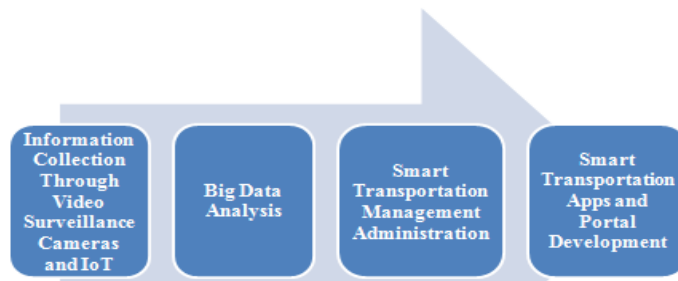 Information
Collection
Through
Video
Surveillance
Cameras
and IoT
Big Data
Analysis
Smart
Transportation
Management
Administration
Smart
Transportation
Apps and
Portal
Development